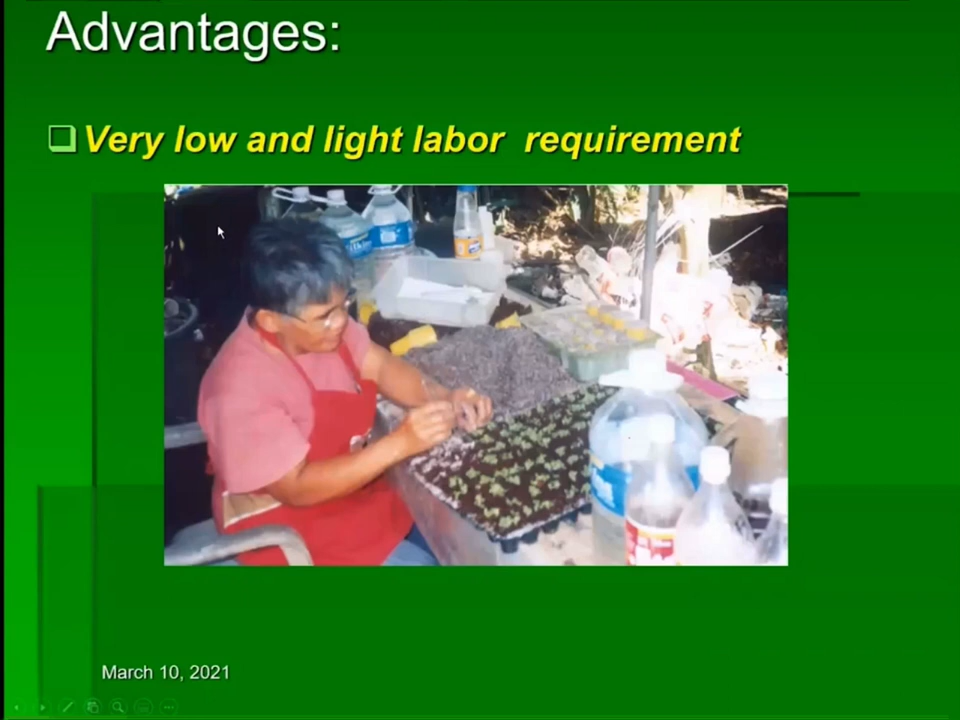 Advantages:
Very low and light labor requirement
March 10, 2021